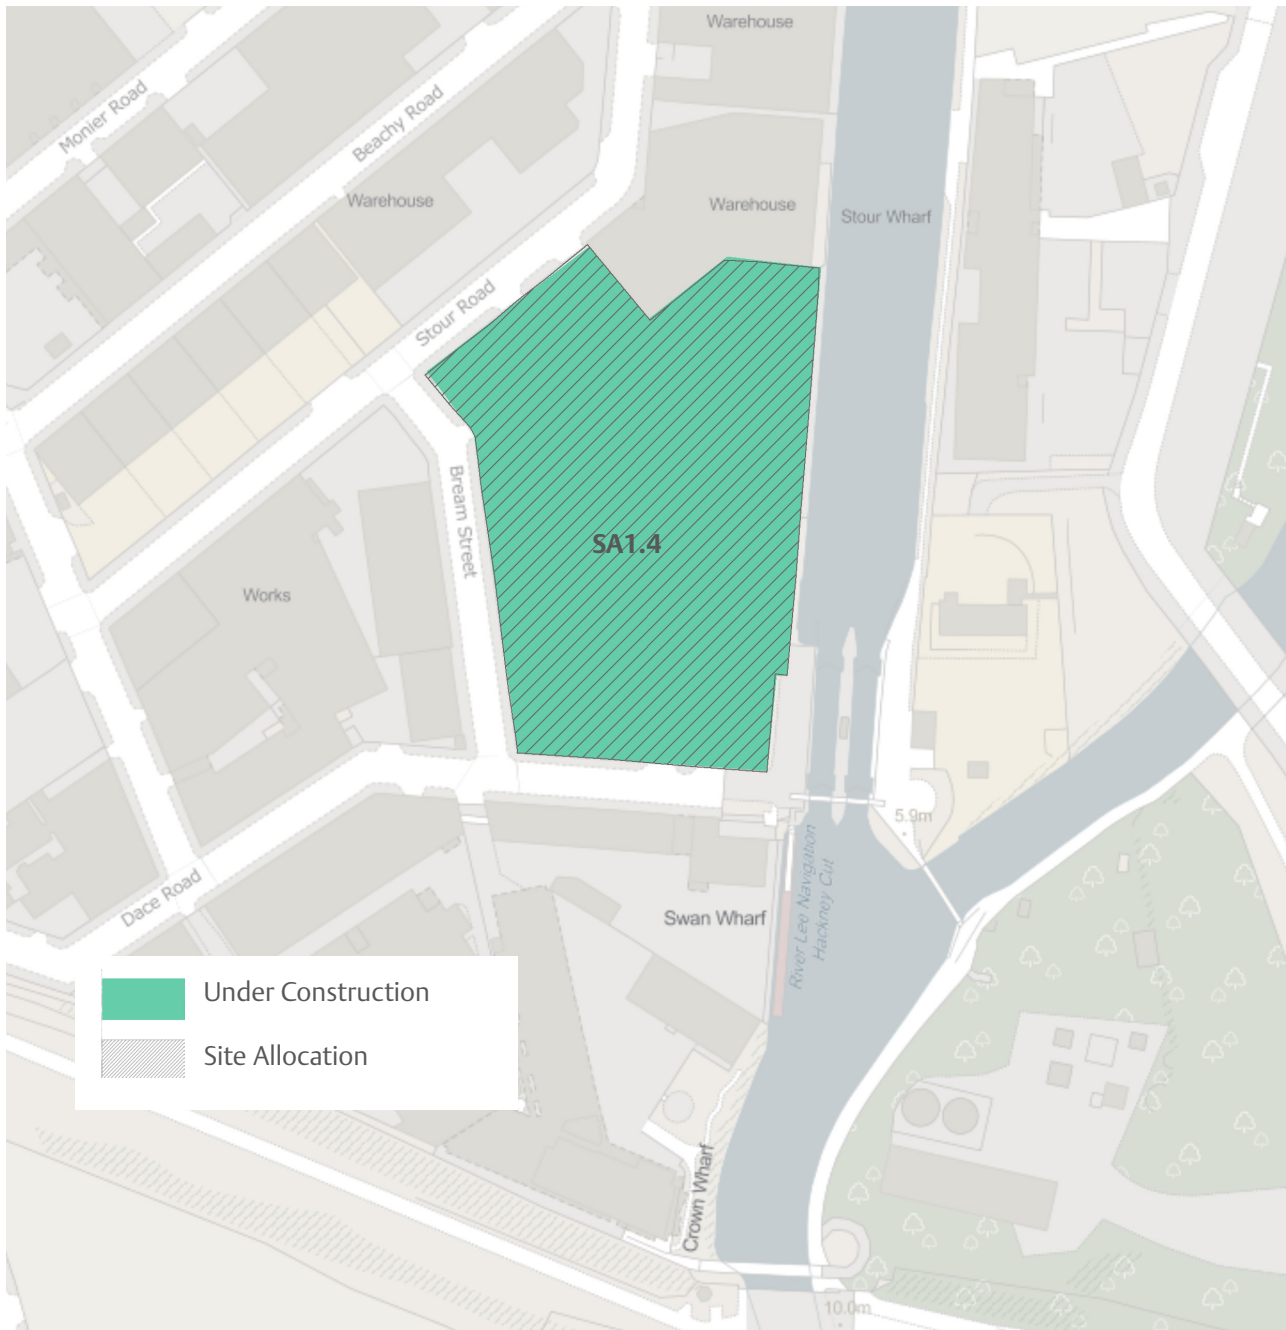 Warehouse
Monier Road
Beachy Road
Warehouse
Warehouse
Stour Wharf
Stour Road
Bream Street
SA1.4
Works
5.9m
River Lee Navigation
Hackney Cut
Dace Road
Swan Wharf
Under Construction
Site Allocation
Crown Wharf
10.0m